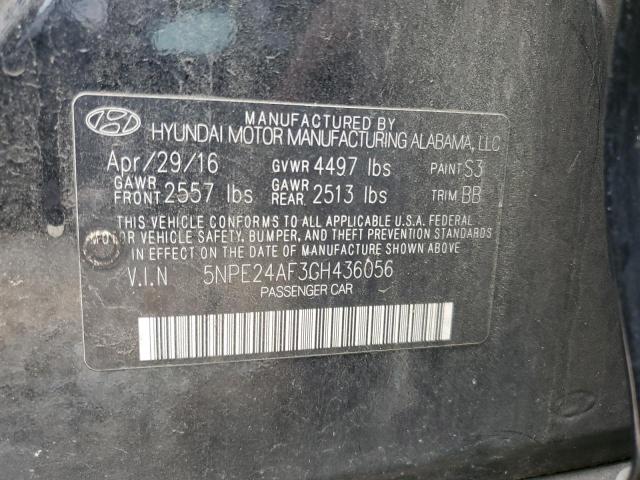 MANUFACTURED BY
HYUNDAI MOTOR MANUFACTURING ALABAMA, LLC
Apr/29/16 GVWR 4497 lbs PAINT S3
GAWR FRONT 2557 lbs GAWR REAR 2513 lbs TRIM BB
THIS VEHICLE CONFORMS TO ALL APPLICABLE U.S.A. FEDERAL
MOTOR VEHICLE SAFETY, BUMPER, AND THEFT PREVENTION STANDARDS
IN EFFECT ON THE DATE OF MANUFACTURE SHOWN ABOVE.
V.I.N 5NPE24AF3GH436056
PASSENGER CAR